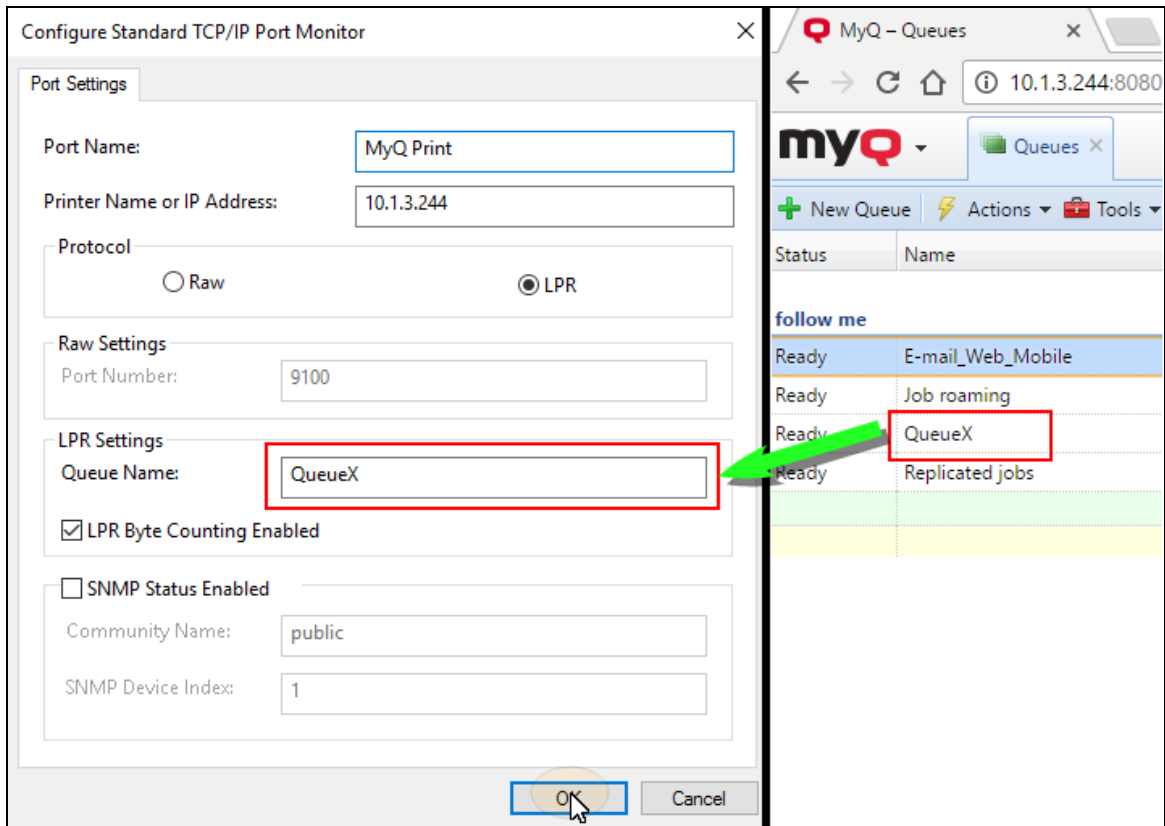 Configure Standard TCP/IP Port Monitor
Port Settings
Port Name:
MyQ Print
Printer Name or IP Address:
10.1.3.244
Protocol
Raw
LPR
Raw Settings
Port Number:
9100
LPR Settings
Queue Name:
QueueX
LPR Byte Counting Enabled
SNMP Status Enabled
Community Name:
public
SNMP Device Index:
1
OK
Cancel
MyQ – Queues
10.1.3.244:8080
myQ
Queues
New Queue
Actions
Tools
Status
Name
follow me
Ready
E-mail_Web_Mobile
Ready
Job roaming
Ready
QueueX
Ready
Replicated jobs